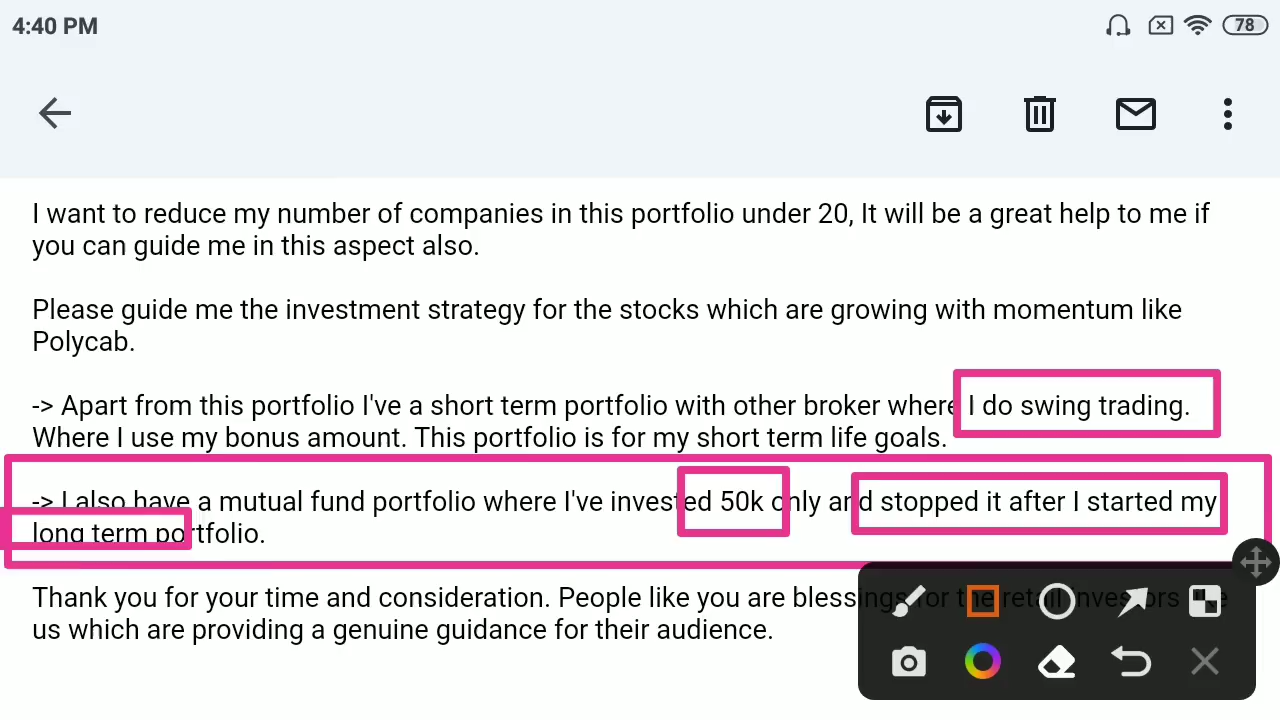 4:40 PM
78
I want to reduce my number of companies in this portfolio under 20, It will be a great help to me if
you can guide me in this aspect also.
Please guide me the investment strategy for the stocks which are growing with momentum like
Polycab.
-> Apart from this portfolio I've a short term portfolio with other broker where I do swing trading.
Where I use my bonus amount. This portfolio is for my short term life goals.
-> I also have a mutual fund portfolio where I've invested 50k only and stopped it after I started my
long term portfolio.
Thank you for your time and consideration. People like you are blessings for the retail investors
us which are providing a genuine guidance for their audience.